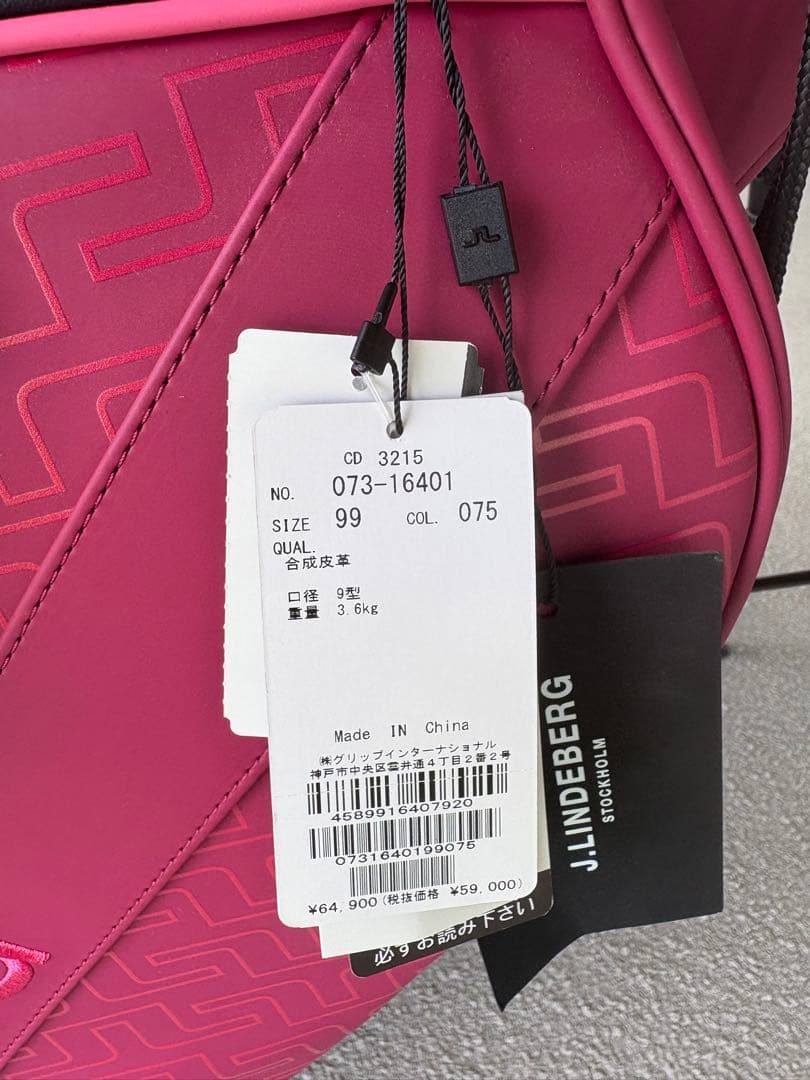 CD 3215
NO. 073-16401
SIZE 99 COL. 075
QUAL.
合成皮革
口径 9型
重量 3.6kg
Made IN China
㈱グリップインターナショナル
神戸市中央区雲井通4丁目2番2号
4589916407920
0731640199075
¥64,900(税抜価格 ¥59,000)
必ずお読み下さい
J.LINDEBERG
STOCKHOLM
JL